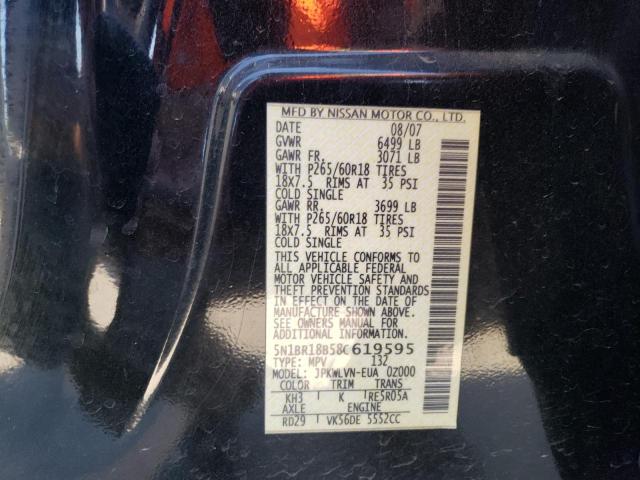 MFD BY NISSAN MOTOR CO., LTD.
DATE 08/07
GVWR 6499 LB
GAWR FR. 3071 LB
WITH P265/60R18 TIRES
18X7.5 RIMS AT 35 PSI
COLD SINGLE
GAWR RR. 3699 LB
WITH P265/60R18 TIRES
18X7.5 RIMS AT 35 PSI
COLD SINGLE
THIS VEHICLE CONFORMS TO
ALL APPLICABLE FEDERAL
MOTOR VEHICLE SAFETY AND
THEFT PREVENTION STANDARDS
IN EFFECT ON THE DATE OF
MANUFACTURE SHOWN ABOVE.
SEE OWNERS MANUAL FOR
ADDITIONAL INFORMATION.
5N1BR18B58C619595
TYPE: MPV 132
MODEL: JPKWLVN-EUA 0Z000
COLOR TRIM TRANS
KH3 K RE5R05A
AXLE ENGINE
RD29 VK56DE 5552CC